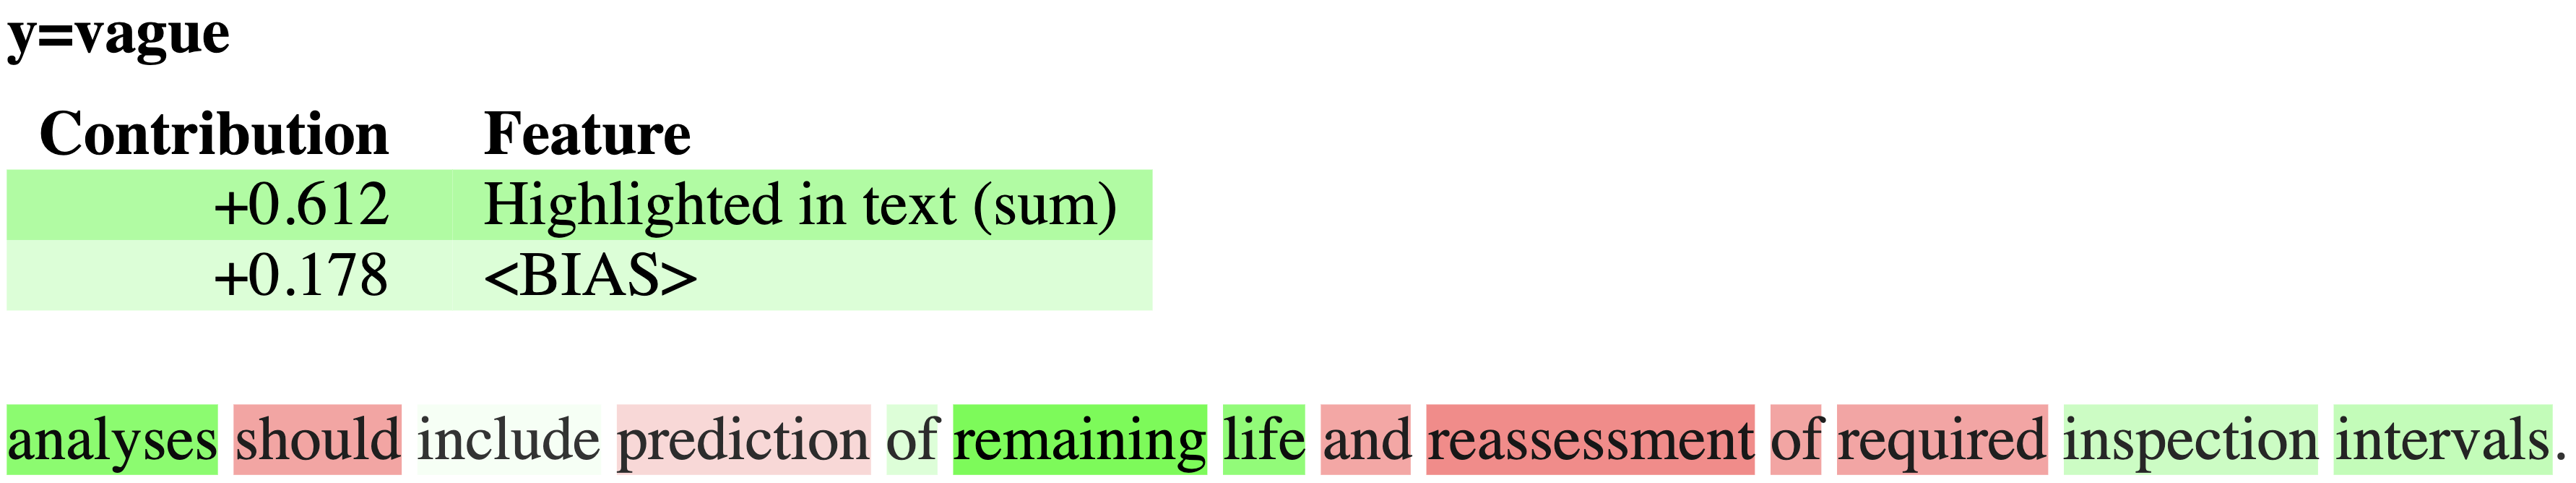 y=vague
Contribution Feature
+0.612 Highlighted in text (sum)
+0.178 <BIAS>
analyses should include prediction of remaining life and reassessment of required inspection intervals.